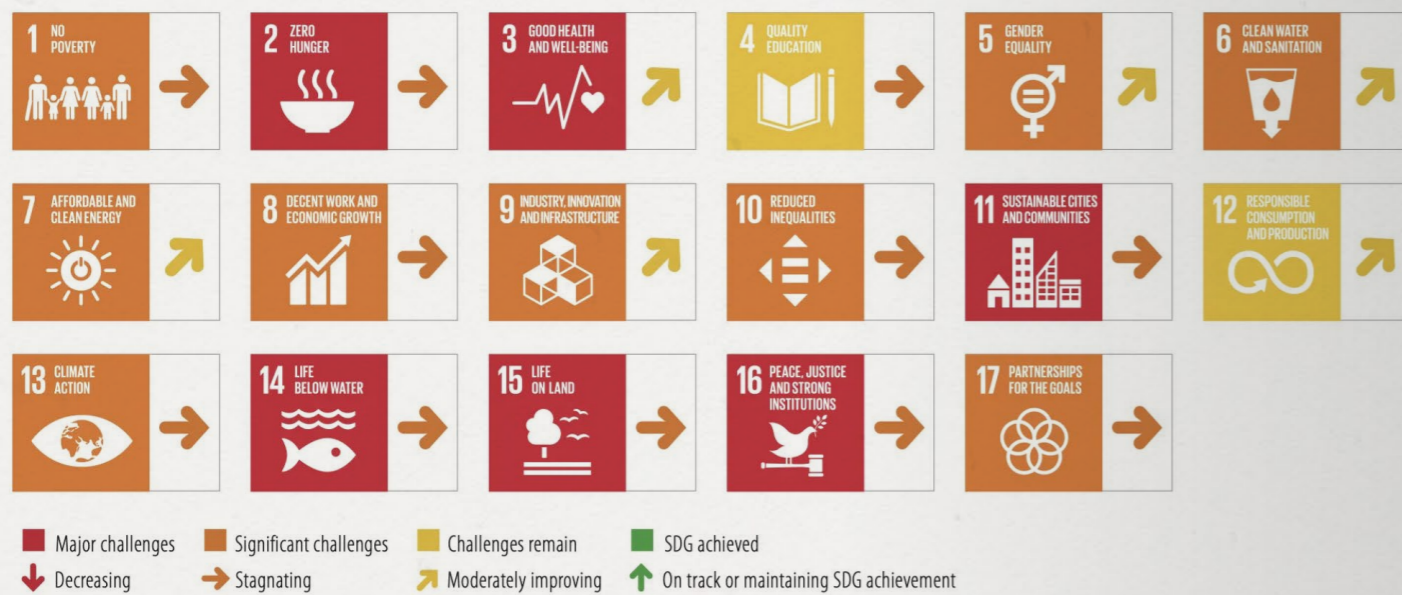 1 NO
POVERTY
2 ZERO
HUNGER
3 GOOD HEALTH
AND WELL-BEING
4 QUALITY
EDUCATION
5 GENDER
EQUALITY
6 CLEAN WATER
AND SANITATION
7 AFFORDABLE AND
CLEAN ENERGY
8 DECENT WORK AND
ECONOMIC GROWTH
9 INDUSTRY, INNOVATION
AND INFRASTRUCTURE
10 REDUCED
INEQUALITIES
11 SUSTAINABLE CITIES
AND COMMUNITIES
12 RESPONSIBLE
CONSUMPTION
AND PRODUCTION
13 CLIMATE
ACTION
14 LIFE
BELOW WATER
15 LIFE
ON LAND
16 PEACE, JUSTICE
AND STRONG
INSTITUTIONS
17 PARTNERSHIPS
FOR THE GOALS
Major challenges
Significant challenges
Challenges remain
SDG achieved
Decreasing
Stagnating
Moderately improving
On track or maintaining SDG achievement